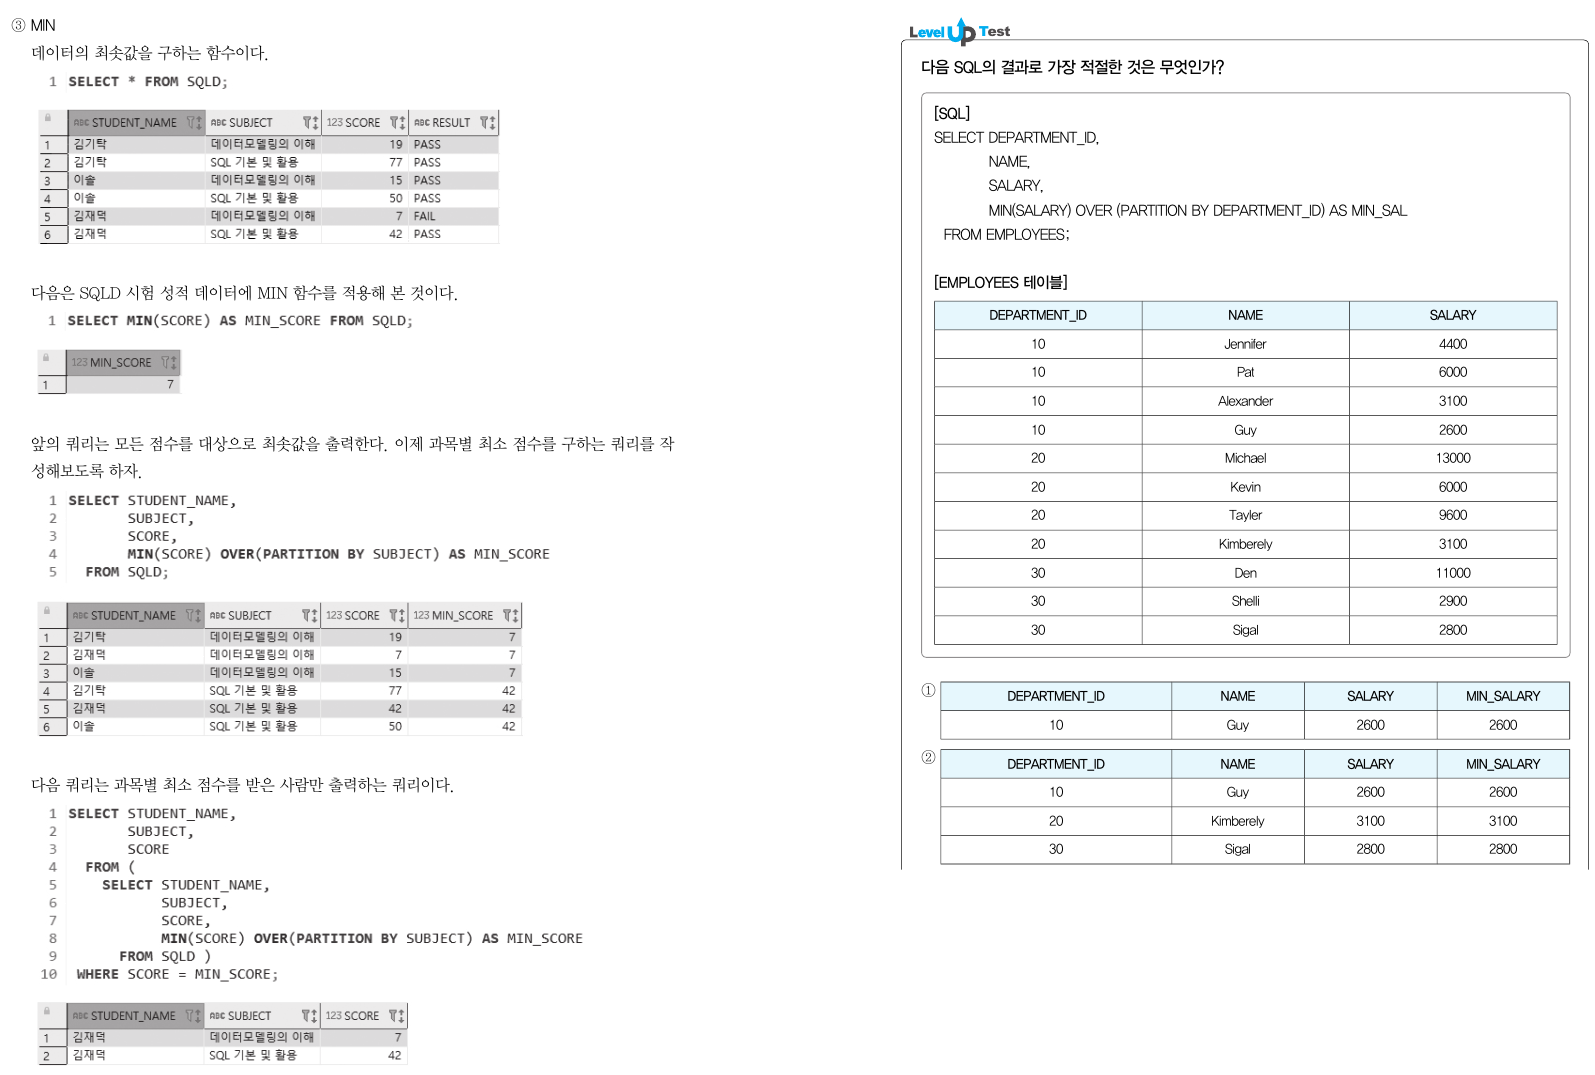 ③ MIN
데이터의 최솟값을 구하는 함수이다.
1 SELECT * FROM SQLD;
ABC STUDENT_NAME ABC SUBJECT 123 SCORE ABC RESULT
1 김기탁 데이터모델링의 이해 19 PASS
2 김기탁 SQL 기본 및 활용 77 PASS
3 이솔 데이터모델링의 이해 15 PASS
4 이솔 SQL 기본 및 활용 50 PASS
5 김재덕 데이터모델링의 이해 7 FAIL
6 김재덕 SQL 기본 및 활용 42 PASS
다음은 SQLD 시험 성적 데이터에 MIN 함수를 적용해 본 것이다.
1 SELECT MIN(SCORE) AS MIN_SCORE FROM SQLD;
123 MIN_SCORE
1 7
앞의 쿼리는 모든 점수를 대상으로 최솟값을 출력한다. 이제 과목별 최소 점수를 구하는 쿼리를 작
성해보도록 하자.
1 SELECT STUDENT_NAME,
2 SUBJECT,
3 SCORE,
4 MIN(SCORE) OVER(PARTITION BY SUBJECT) AS MIN_SCORE
5 FROM SQLD;
ABC STUDENT_NAME ABC SUBJECT 123 SCORE 123 MIN_SCORE
1 김기탁 데이터모델링의 이해 19 7
2 김재덕 데이터모델링의 이해 7 7
3 이솔 데이터모델링의 이해 15 7
4 김기탁 SQL 기본 및 활용 77 42
5 김재덕 SQL 기본 및 활용 42 42
6 이솔 SQL 기본 및 활용 50 42
다음 쿼리는 과목별 최소 점수를 받은 사람만 출력하는 쿼리이다.
1 SELECT STUDENT_NAME,
2 SUBJECT,
3 SCORE
4 FROM (
5 SELECT STUDENT_NAME,
6 SUBJECT,
7 SCORE,
8 MIN(SCORE) OVER(PARTITION BY SUBJECT) AS MIN_SCORE
9 FROM SQLD )
10 WHERE SCORE = MIN_SCORE;
ABC STUDENT_NAME ABC SUBJECT 123 SCORE
1 김재덕 데이터모델링의 이해 7
2 김재덕 SQL 기본 및 활용 42
Level Up Test
다음 SQL의 결과로 가장 적절한 것은 무엇인가?
[SQL]
SELECT DEPARTMENT_ID,
NAME,
SALARY,
MIN(SALARY) OVER (PARTITION BY DEPARTMENT_ID) AS MIN_SAL
FROM EMPLOYEES;
[EMPLOYEES 테이블]
DEPARTMENT_ID NAME SALARY
10 Jennifer 4400
10 Pat 6000
10 Alexander 3100
10 Guy 2600
20 Michael 13000
20 Kevin 6000
20 Tayler 9600
20 Kimberely 3100
30 Den 11000
30 Shelli 2900
30 Sigal 2800
① DEPARTMENT_ID NAME SALARY MIN_SALARY
10 Guy 2600 2600
② DEPARTMENT_ID NAME SALARY MIN_SALARY
10 Guy 2600 2600
20 Kimberely 3100 3100
30 Sigal 2800 2800